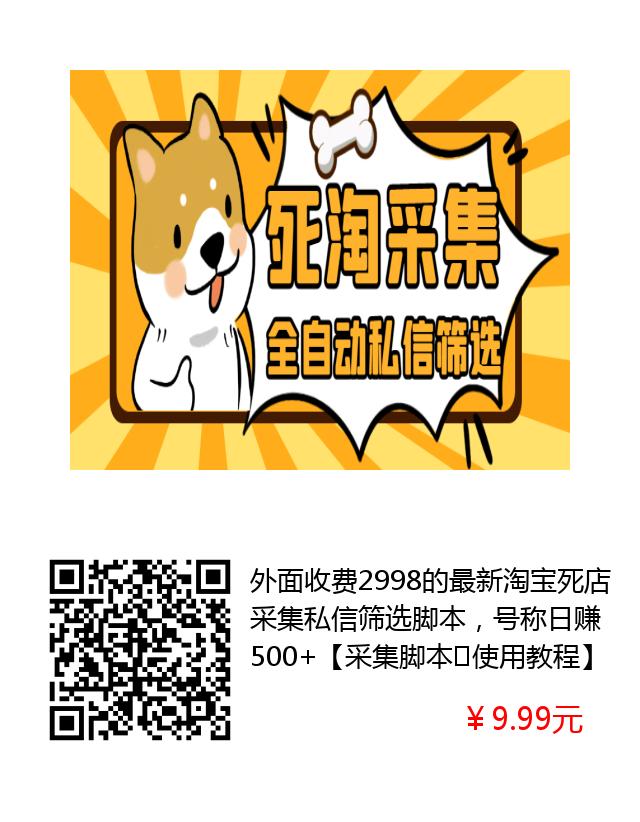 死淘采集
全自动私信筛选
外面收费2998的最新淘宝死店
采集私信筛选脚本，号称日赚
500+【采集脚本▯使用教程】
￥9.99元